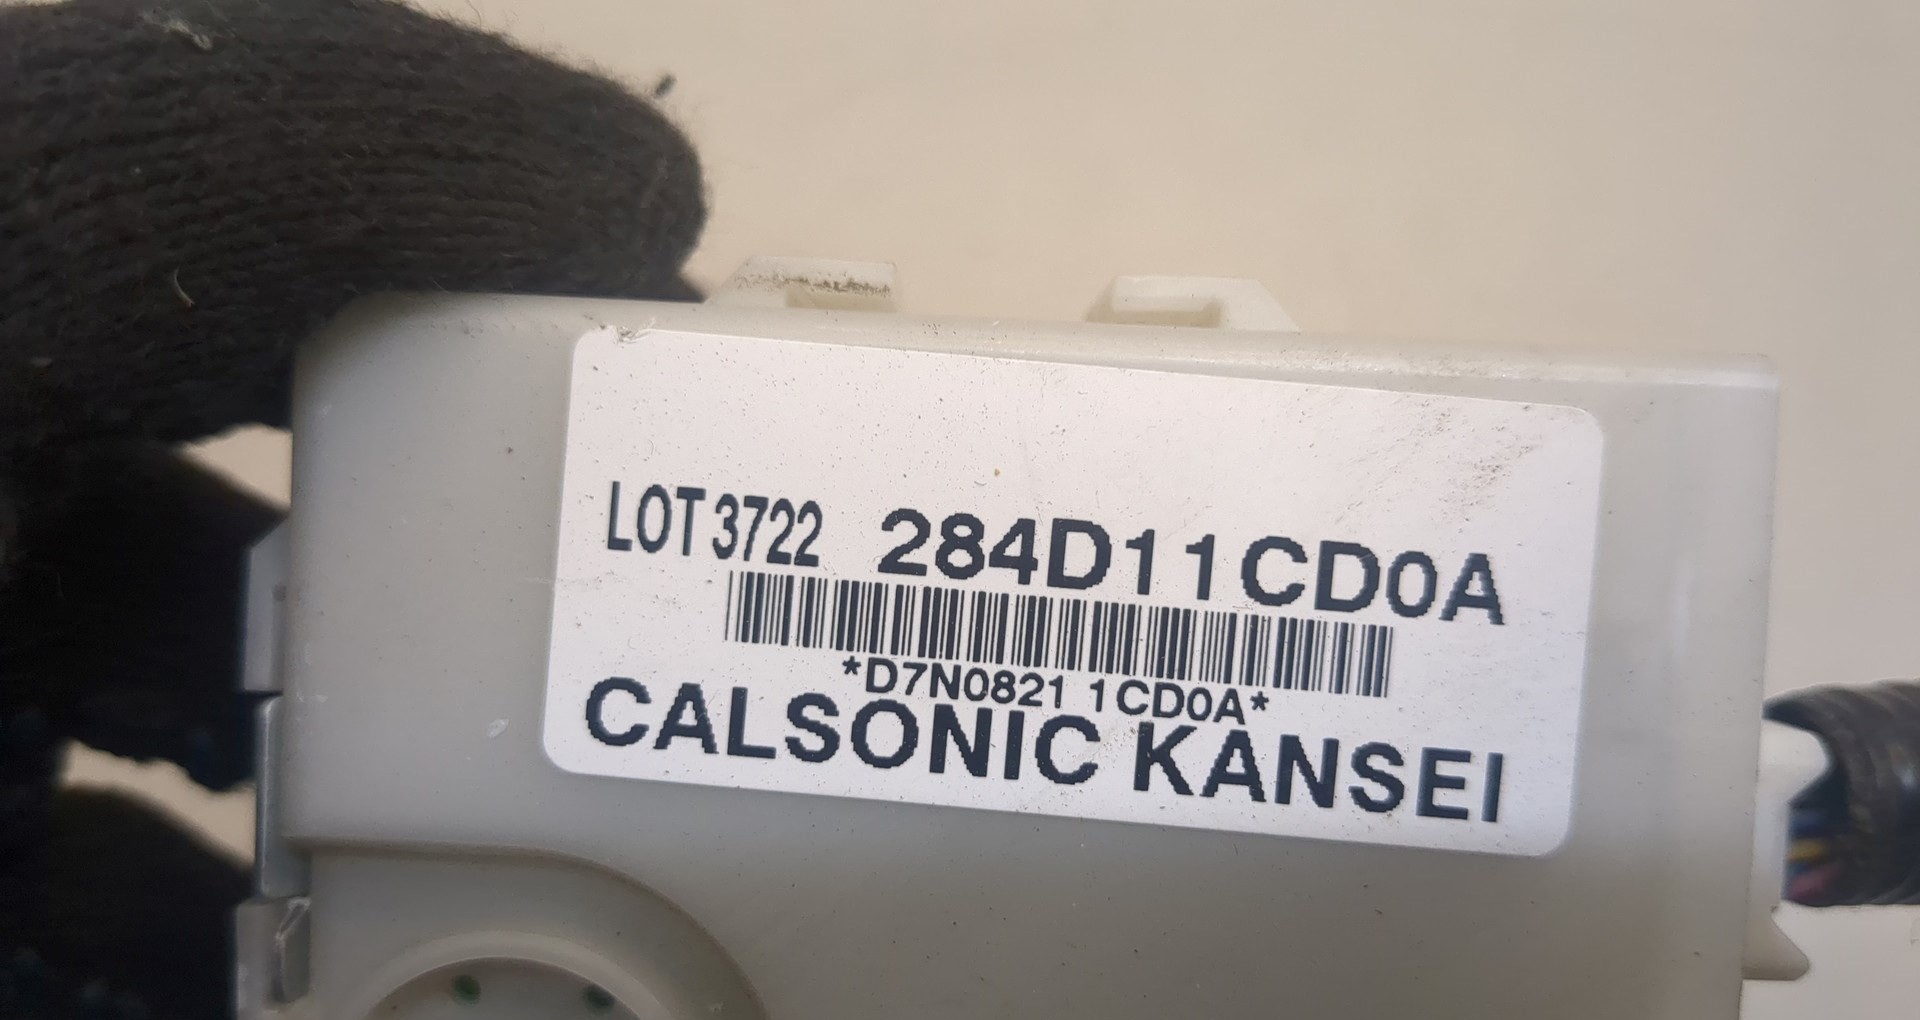 LOT 3722 284D11CD0A
*D7N0821 1CD0A*
CALSONIC KANSEI